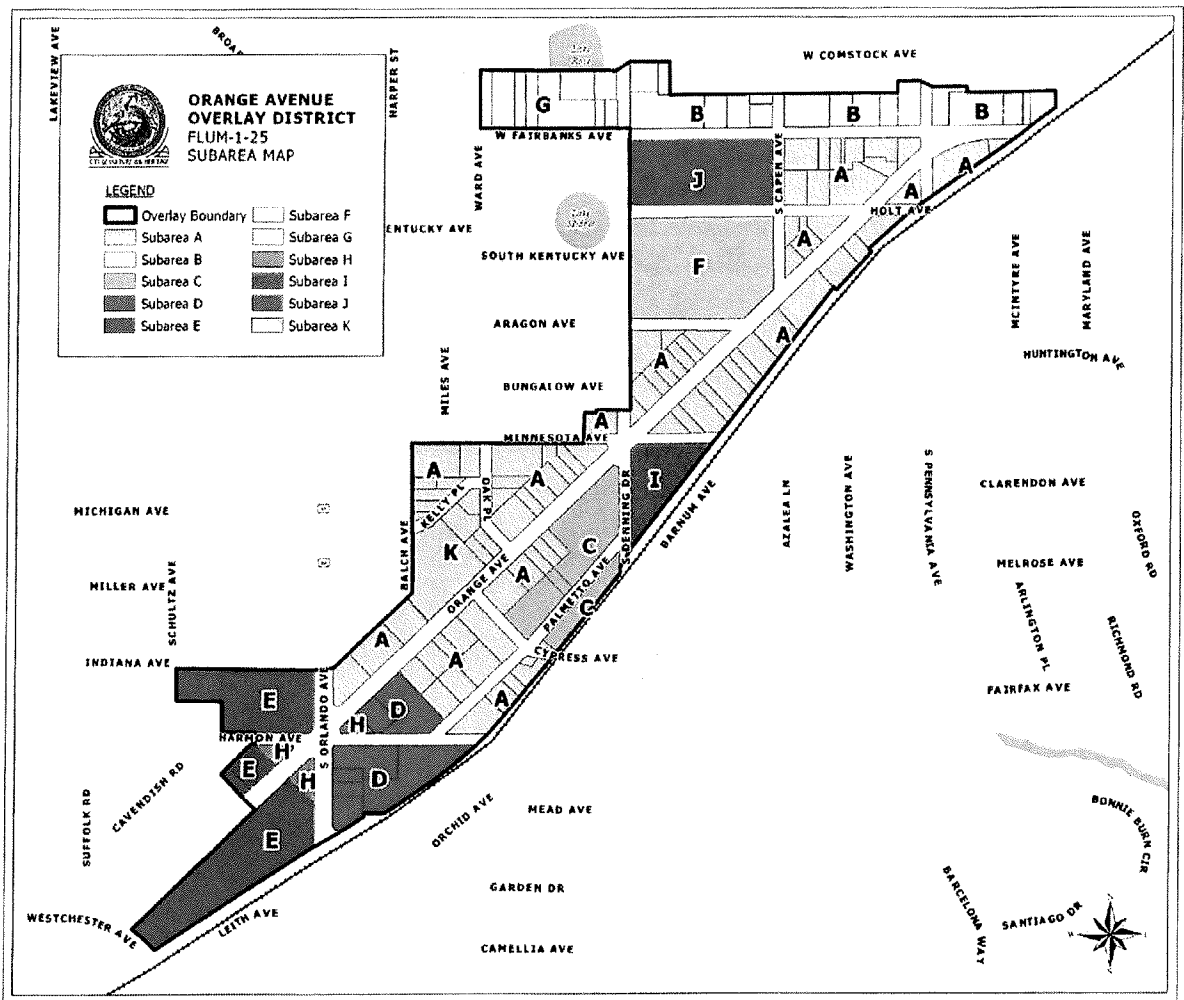 LAKEVIEW AVE
HARPER ST
W COMSTOCK AVE
ORANGE AVENUE
OVERLAY DISTRICT
FLUM-1-25
SUBAREA MAP
LEGEND
Overlay Boundary
Subarea A
Subarea B
Subarea C
Subarea D
Subarea E
Subarea F
Subarea G
Subarea H
Subarea I
Subarea J
Subarea K
G
B
B
B
W FAIRBANKS AVE
WARD AVE
S CAPEN AVE
J
A
A
A
HOLT AVE
ENTUCKY AVE
SOUTH KENTUCKY AVE
F
A
MCINTYRE AVE
MARYLAND AVE
ARAGON AVE
A
A
HUNTINGTON AVE
MILES AVE
BUNGALOW AVE
A
MINNESOTA AVE
A
KELLY PL
OAK PL
A
S DENNING DR
I
BARNUM AVE
AZALEA LN
WASHINGTON AVE
S PENNSYLVANIA AVE
CLARENDON AVE
OXFORD RD
MICHIGAN AVE
BALCH AVE
K
ORANGE AVE
A
C
PALMETTO AVE
C
MELROSE AVE
MILLER AVE
SCHULTZ AVE
ARLINGTON PL
RICHMOND RD
INDIANA AVE
A
A
CYPRESS AVE
FAIRFAX AVE
E
S ORLANDO AVE
H
D
A
HARMON AVE
H
E
H
D
CAVENDISH RD
SUFFOLK RD
E
ORCHID AVE
MEAD AVE
BONNIE BURN CIR
GARDEN DR
BARCELONA WAY
SANTIAGO DR
WESTCHESTER AVE
LEITH AVE
CAMELLIA AVE